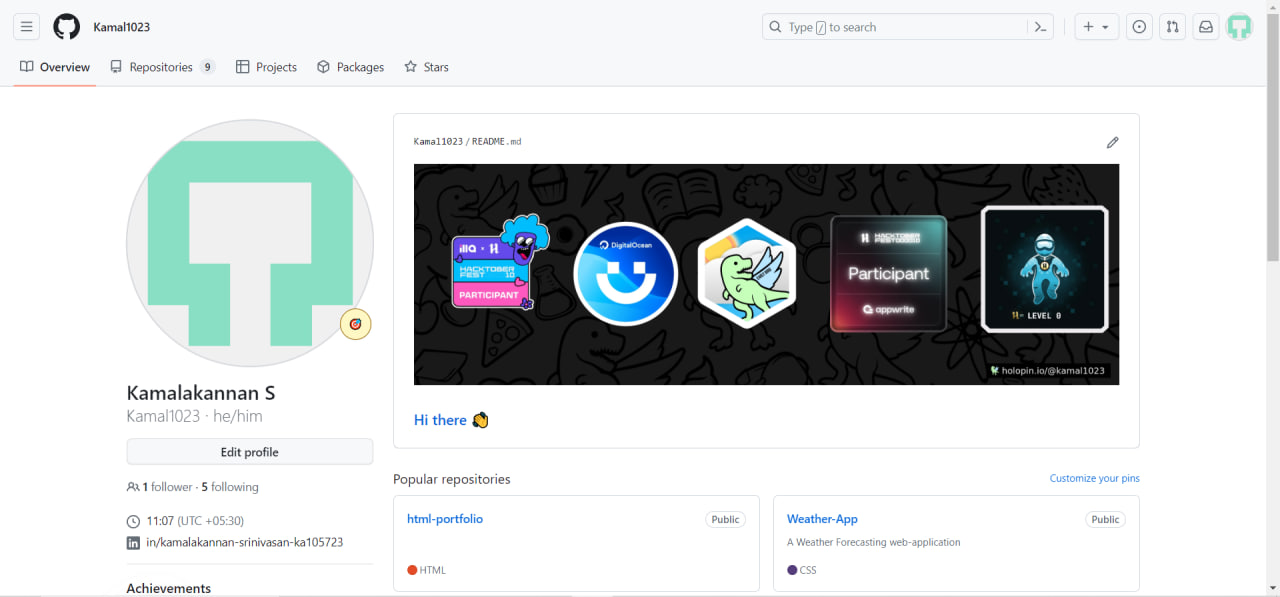 Kamal1023
Type / to search
Overview
Repositories 9
Projects
Packages
Stars
Kamalakannan S
Kamal1023 · he/him
Edit profile
1 follower · 5 following
11:07 (UTC +05:30)
in/kamalakannan-srinivasan-ka105723
Achievements
Kamal1023/README.md
illa · H
HACKTOBER
FEST 10
PARTICIPANT
DigitalOcean
HACKTOBER
Participant
appwrite
LEVEL 0
holopin.io/@kamal1023
Hi there 👋
Popular repositories
Customize your pins
html-portfolio
Public
HTML
Weather-App
Public
A Weather Forecasting web-application
CSS